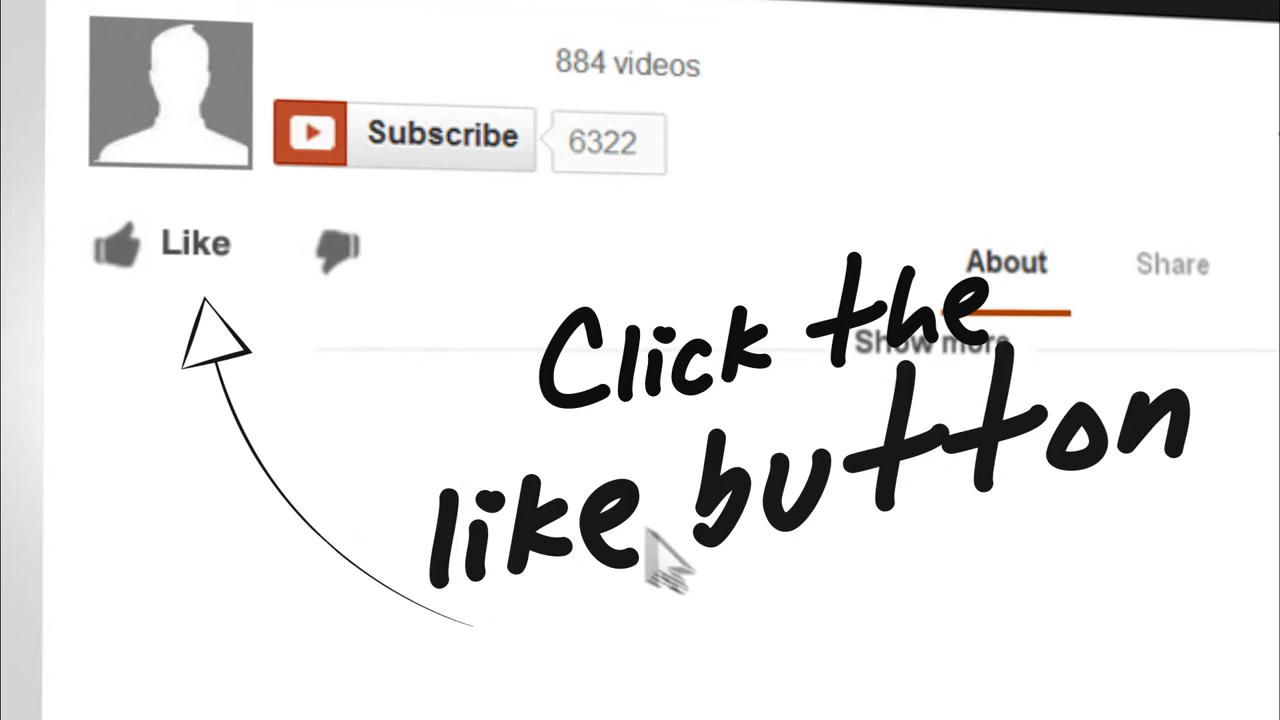 884 videos
Subscribe 6322
Like
About Share
Show more
Click the
like button